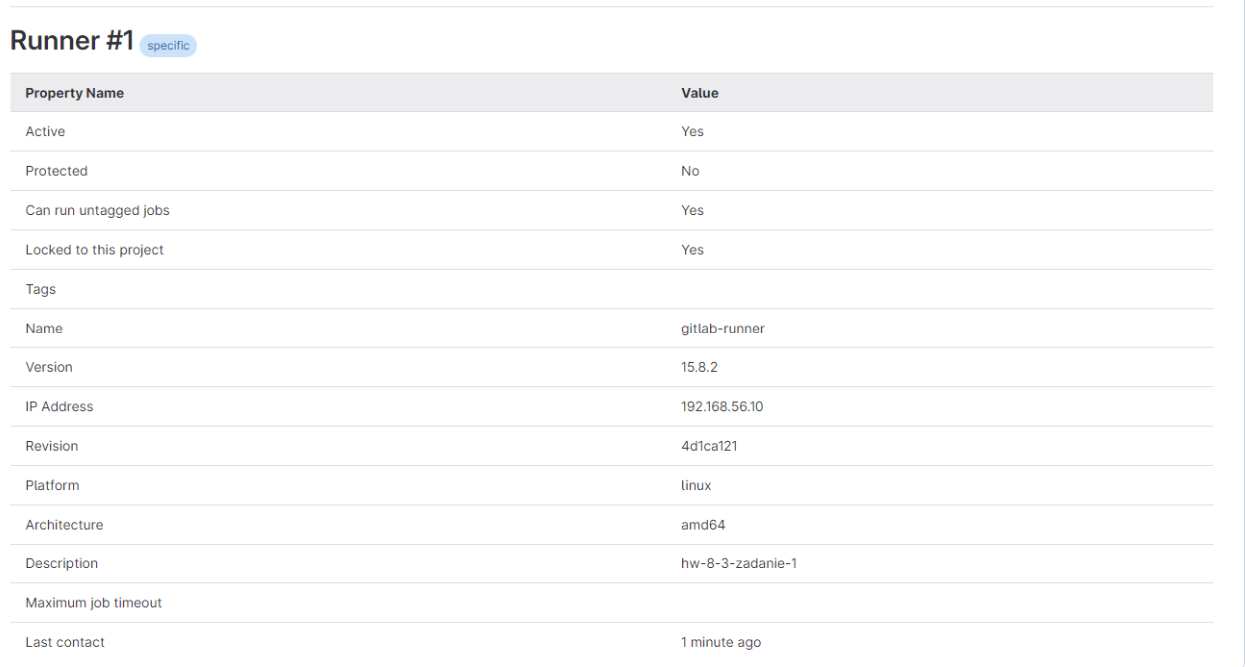 Runner #1 specific
Property Name Value
Active Yes
Protected No
Can run untagged jobs Yes
Locked to this project Yes
Tags
Name gitlab-runner
Version 15.8.2
IP Address 192.168.56.10
Revision 4d1ca121
Platform linux
Architecture amd64
Description hw-8-3-zadanie-1
Maximum job timeout
Last contact 1 minute ago